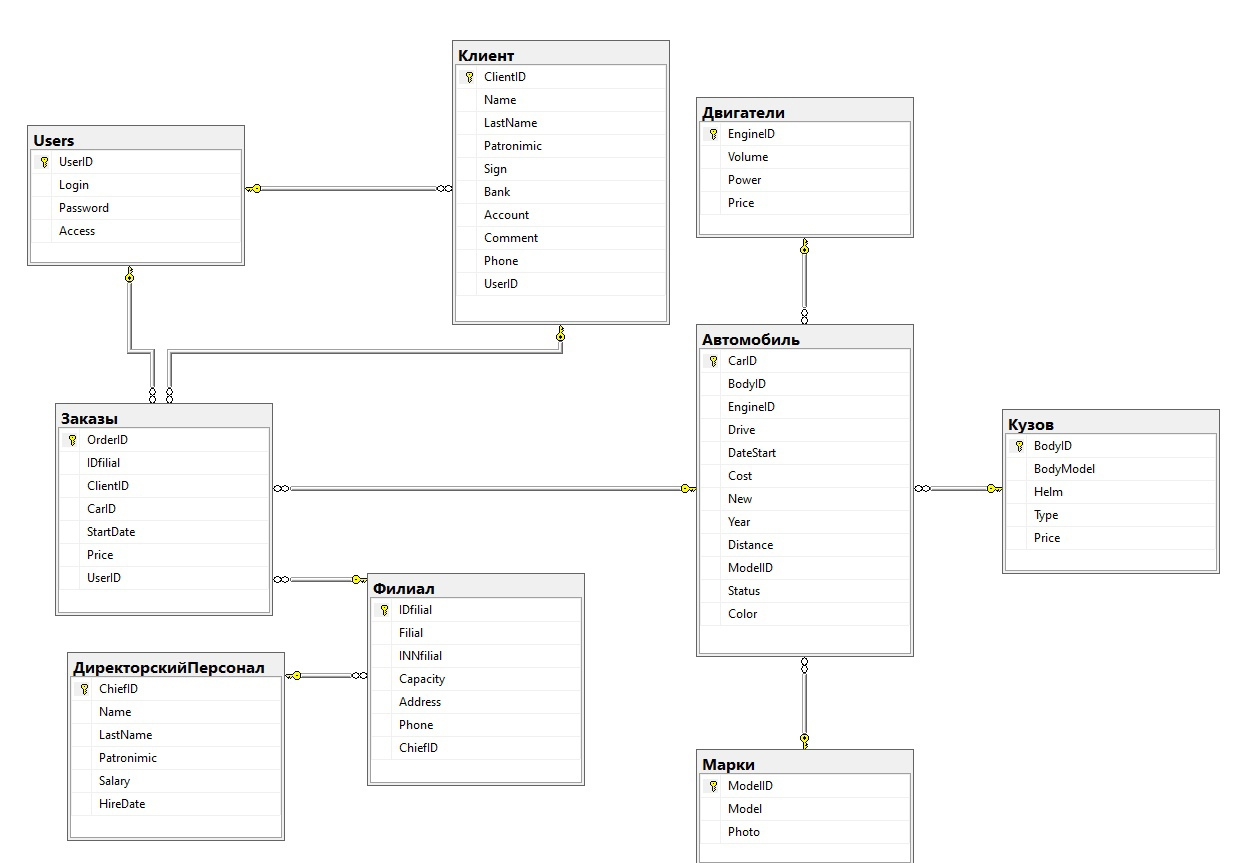 Клиент
ClientID
Name
LastName
Patronimic
Sign
Bank
Account
Comment
Phone
UserID
Двигатели
EngineID
Volume
Power
Price
Users
UserID
Login
Password
Access
Автомобиль
CarID
BodyID
EngineID
Drive
DateStart
Cost
New
Year
Distance
ModelID
Status
Color
Заказы
OrderID
IDfilial
ClientID
CarID
StartDate
Price
UserID
Кузов
BodyID
BodyModel
Helm
Type
Price
Филиал
IDfilial
Filial
INNfilial
Capacity
Address
Phone
ChiefID
ДиректорскийПерсонал
ChiefID
Name
LastName
Patronimic
Salary
HireDate
Марки
ModelID
Model
Photo